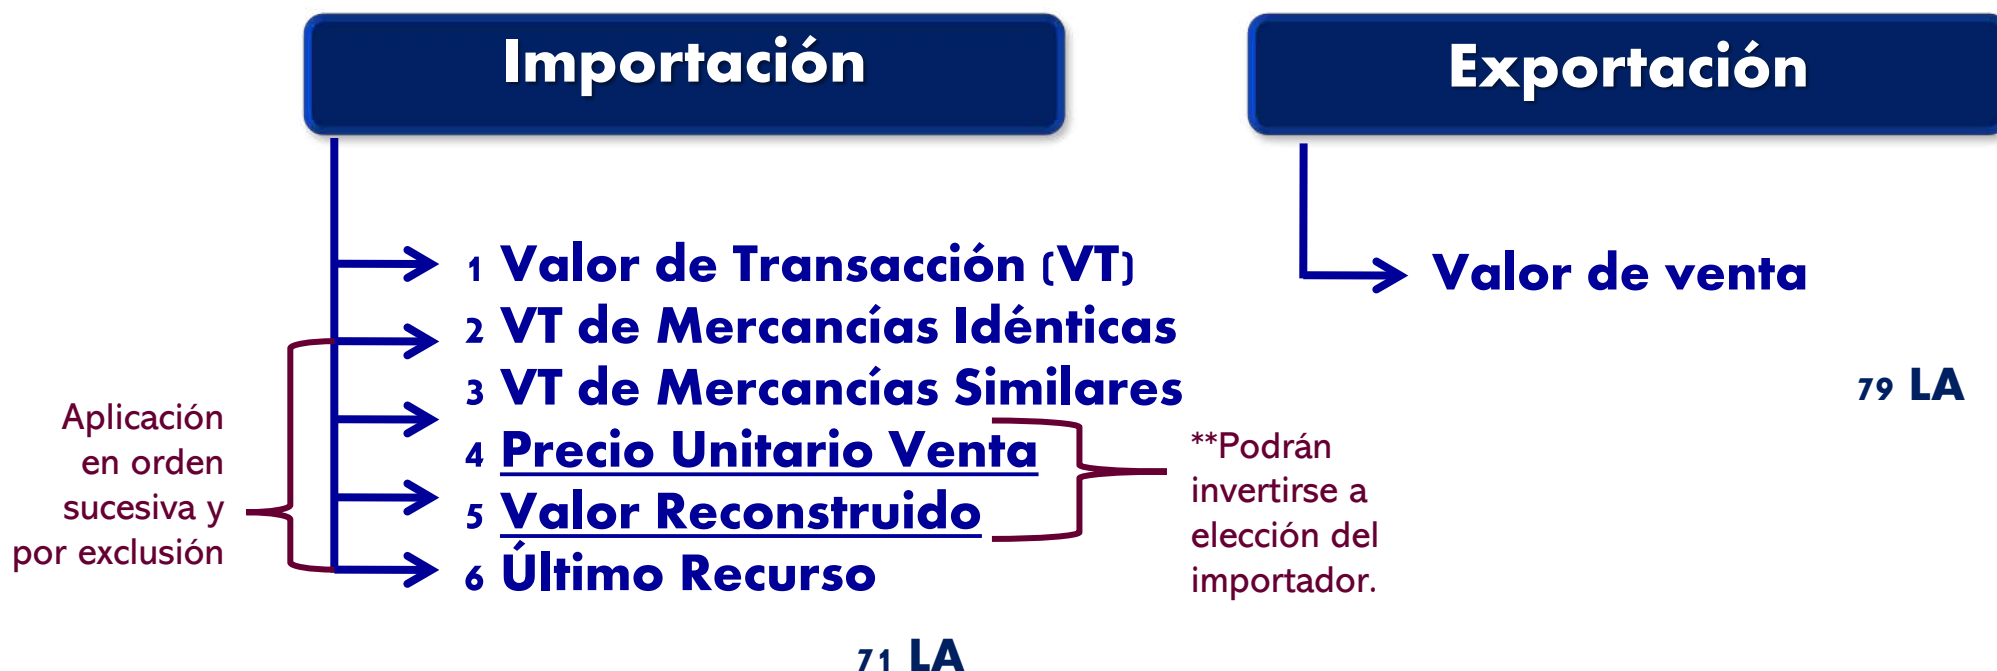 Importación
1 Valor de Transacción (VT)
2 VT de Mercancías Idénticas
3 VT de Mercancías Similares
4 Precio Unitario Venta
5 Valor Reconstruido
6 Último Recurso
Aplicación
en orden
sucesiva y
por exclusión
**Podrán
invertirse a
elección del
importador.
71 LA
Exportación
Valor de venta
79 LA